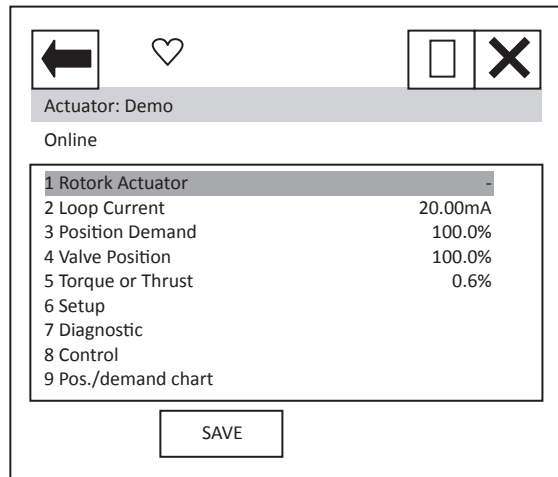 Actuator: Demo
Online
1 Rotork Actuator -
2 Loop Current 20.00mA
3 Position Demand 100.0%
4 Valve Position 100.0%
5 Torque or Thrust 0.6%
6 Setup
7 Diagnostic
8 Control
9 Pos./demand chart
SAVE